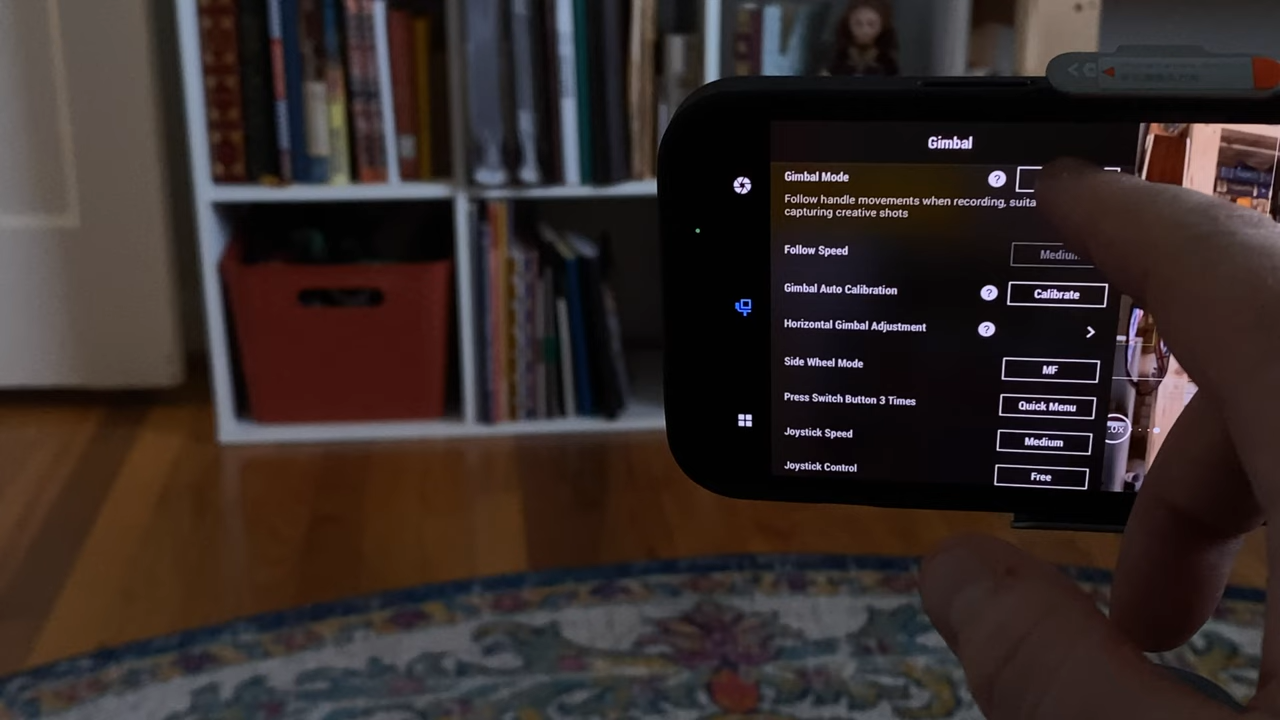 Gimbal
Gimbal Mode ?
Follow handle movements when recording, suita
capturing creative shots
Follow Speed Medium
Gimbal Auto Calibration ? Calibrate
Horizontal Gimbal Adjustment ? >
Side Wheel Mode MF
Press Switch Button 3 Times Quick Menu
Joystick Speed Medium
Joystick Control Free